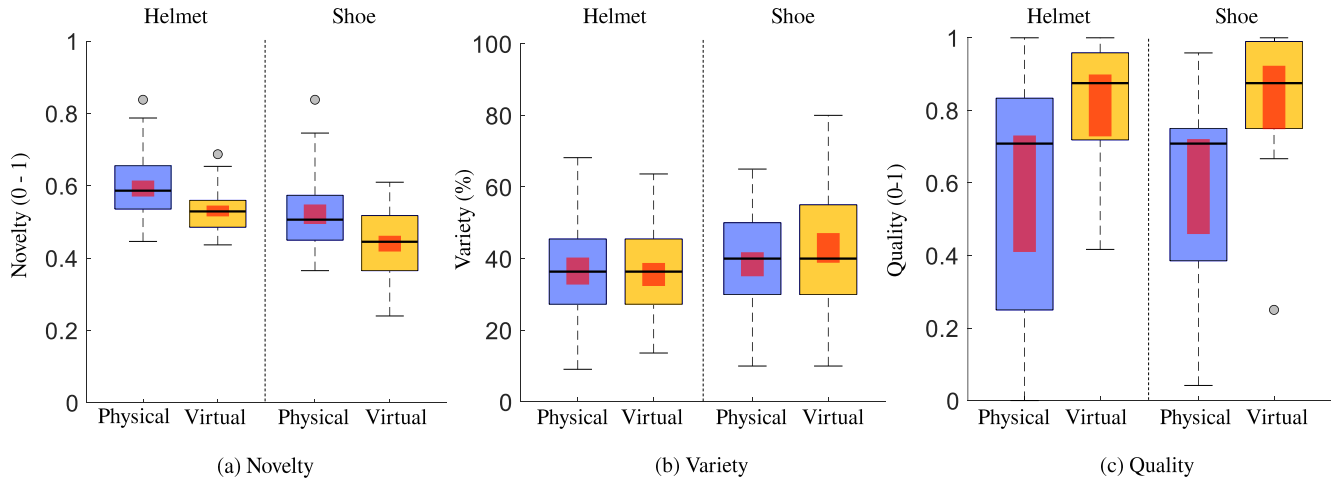 Helmet Shoe
Novelty (0 - 1)
1
0.8
0.6
0.4
0.2
0
Physical Virtual Physical Virtual
(a) Novelty
Helmet Shoe
Variety (%)
100
80
60
40
20
0
Physical Virtual Physical Virtual
(b) Variety
Helmet Shoe
Quality (0-1)
1
0.8
0.6
0.4
0.2
0
Physical Virtual Physical Virtual
(c) Quality